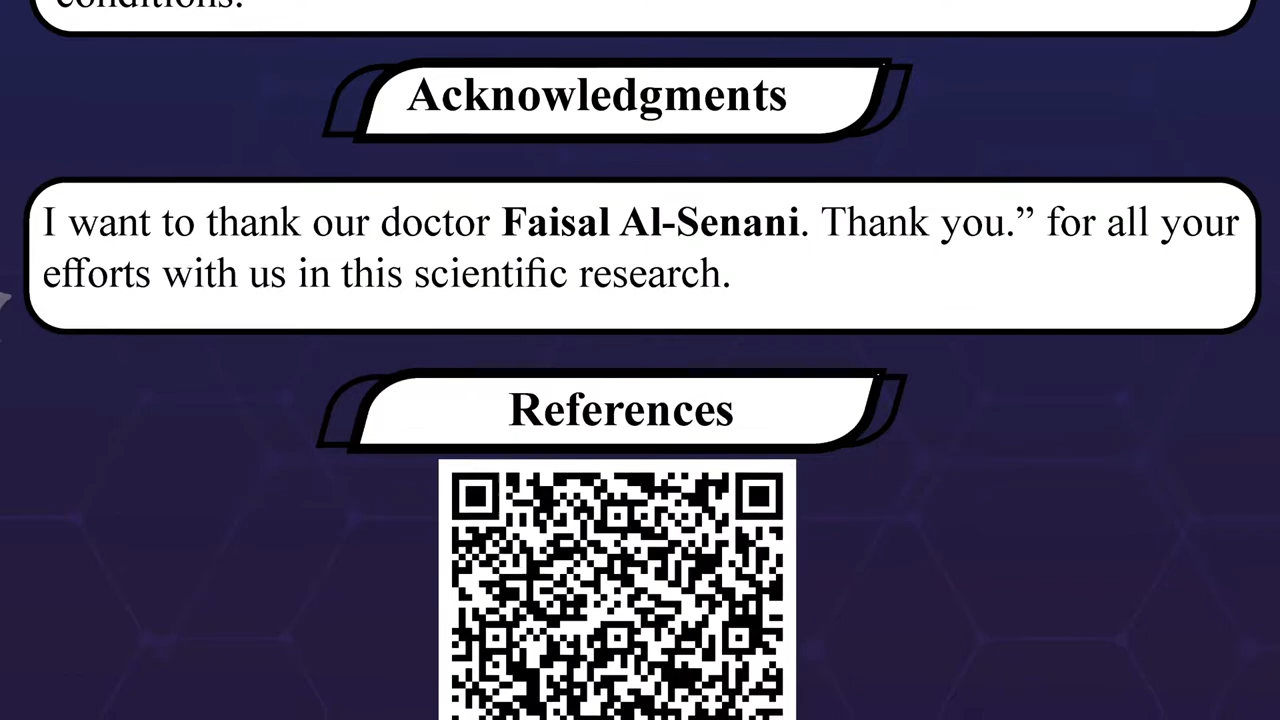 conditions.
Acknowledgments
I want to thank our doctor Faisal Al-Senani. Thank you.” for all your
efforts with us in this scientific research.
References